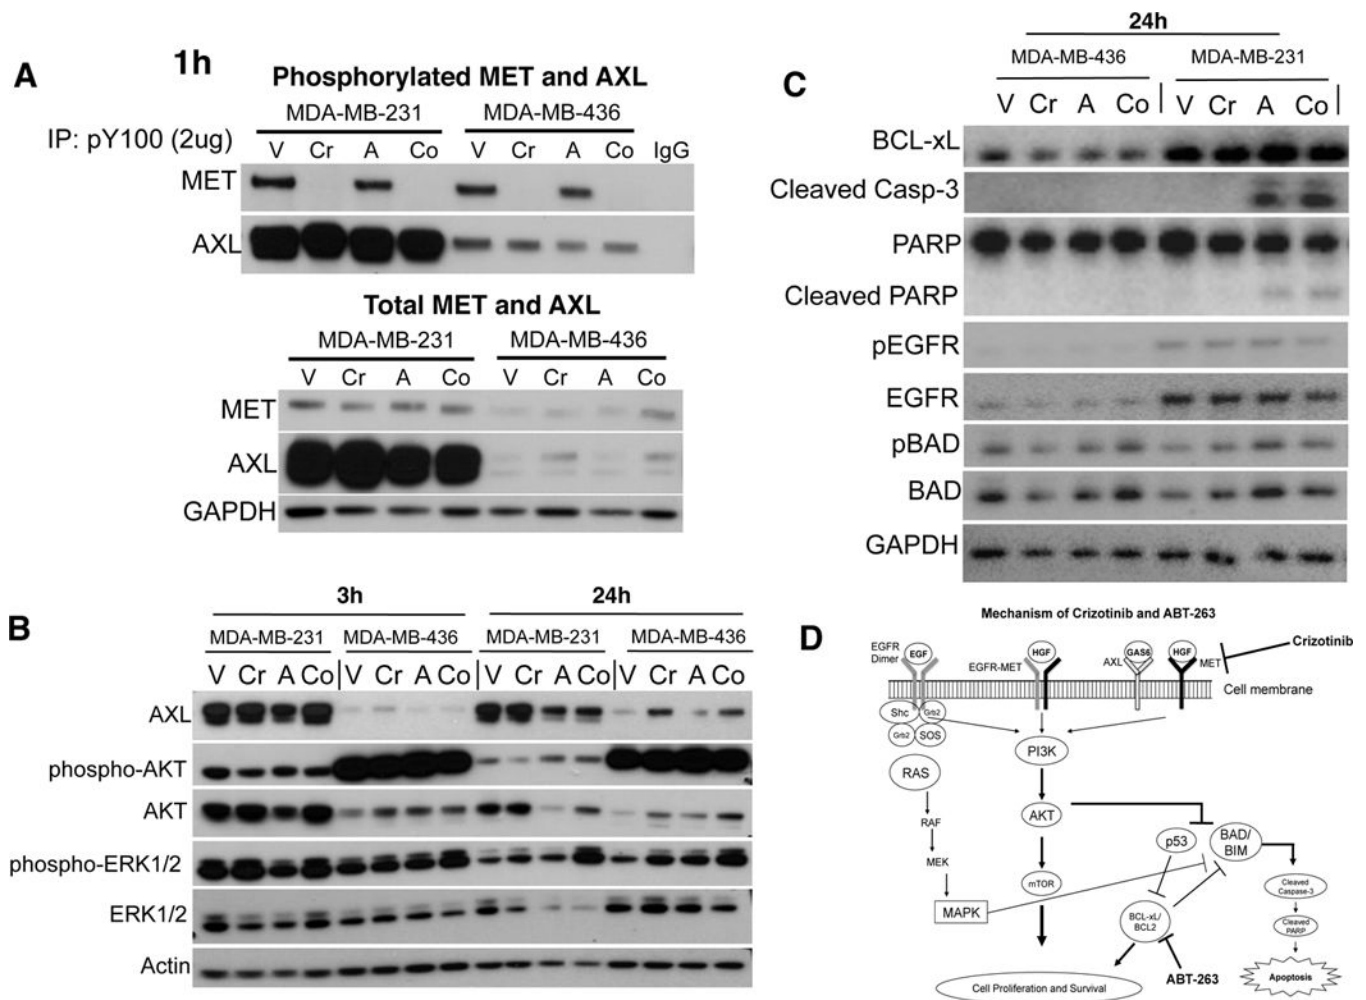 A
1h
Phosphorylated MET and AXL
MDA-MB-231 MDA-MB-436
IP: pY100 (2ug) V Cr A Co V Cr A Co IgG
MET
AXL
Total MET and AXL
MDA-MB-231 MDA-MB-436
V Cr A Co V Cr A Co
MET
AXL
GAPDH
B
3h 24h
MDA-MB-231 MDA-MB-436 MDA-MB-231 MDA-MB-436
V Cr A Co V Cr A Co V Cr A Co V Cr A Co
AXL
phospho-AKT
AKT
phospho-ERK1/2
ERK1/2
Actin
C
24h
MDA-MB-436 MDA-MB-231
V Cr A Co V Cr A Co
BCL-xL
Cleaved Casp-3
PARP
Cleaved PARP
pEGFR
EGFR
pBAD
BAD
GAPDH
D
Mechanism of Crizotinib and ABT-263
EGFR
Dimer
EGF
EGFR-MET
HGF
AXL
GAS6
HGF
MET
Crizotinib
Cell membrane
Shc
Grb2
Grb2
SOS
PI3K
RAS
AKT
RAF
p53
BAD/
BIM
MEK
mTOR
Cleaved
Caspase-3
MAPK
BCL-xL/
BCL2
Cleaved
PARP
ABT-263
Apoptosis
Cell Proliferation and Survival